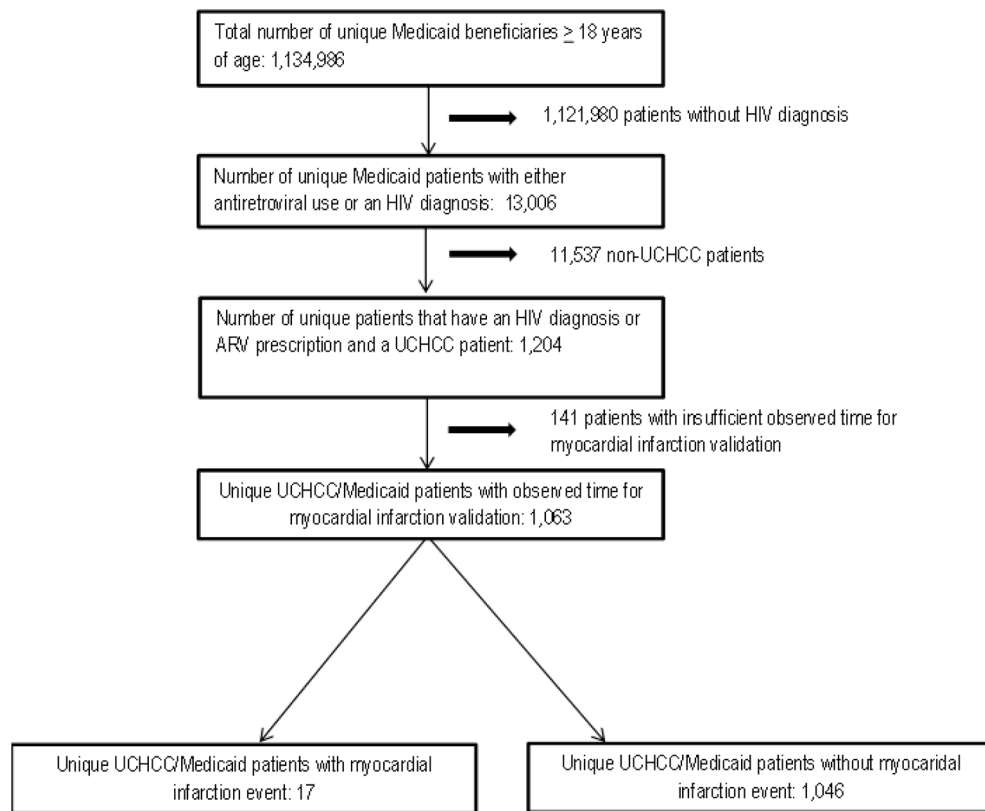 Total number of unique Medicaid beneficiaries ≥ 18 years
of age: 1,134,986
1,121,980 patients without HIV diagnosis
Number of unique Medicaid patients with either
antiretroviral use or an HIV diagnosis: 13,006
11,537 non-UCHCC patients
Number of unique patients that have an HIV diagnosis or
ARV prescription and a UCHCC patient: 1,204
141 patients with insufficient observed time for
myocardial infarction validation
Unique UCHCC/Medicaid patients with observed time for
myocardial infarction validation: 1,063
Unique UCHCC/Medicaid patients with myocardial
infarction event: 17
Unique UCHCC/Medicaid patients without myocaridal
infarction event: 1,046